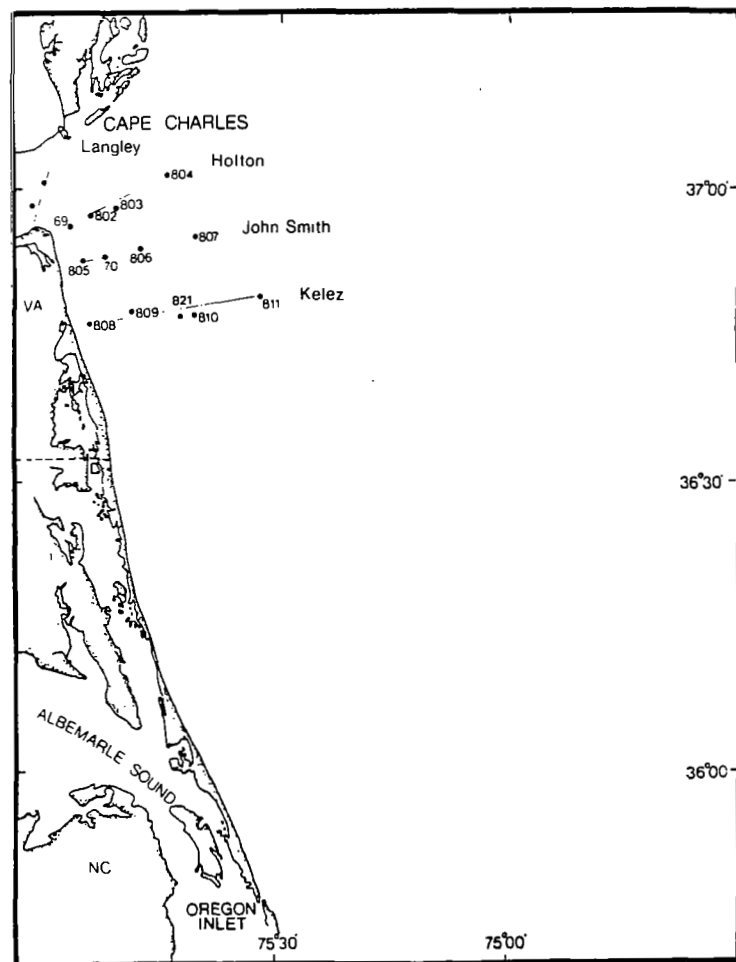 CAPE CHARLES
Langley
Holton
804
37°00'
803
802
69
John Smith
807
806
70
805
Kelez
811
821
810
809
808
VA
36°30'
ALBEMARLE SOUND
36°00'
NC
OREGON
INLET
75°30'
75°00'